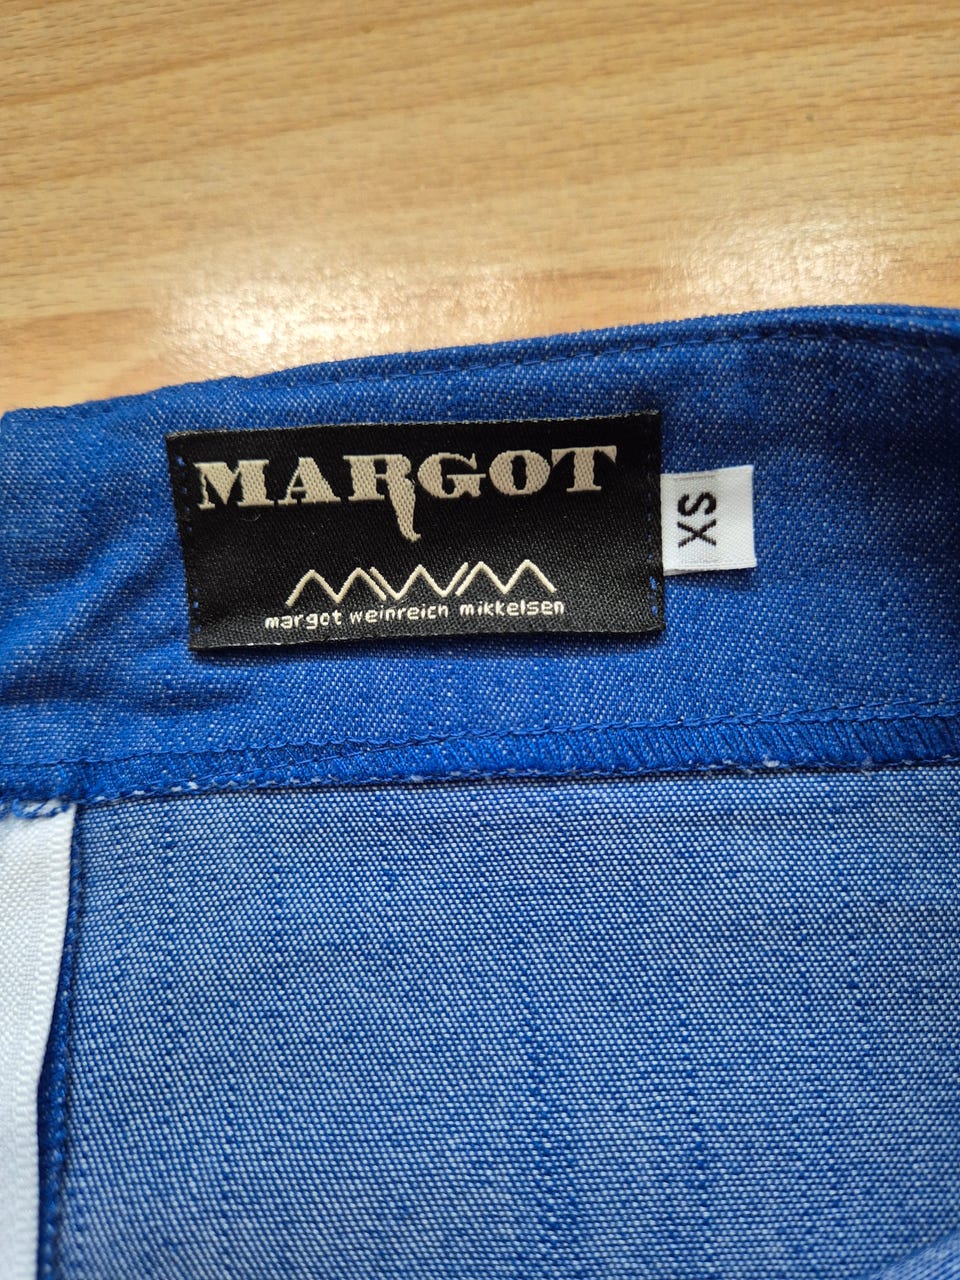 MARGOT
MWM
margot weinreich mikkelsen
XS